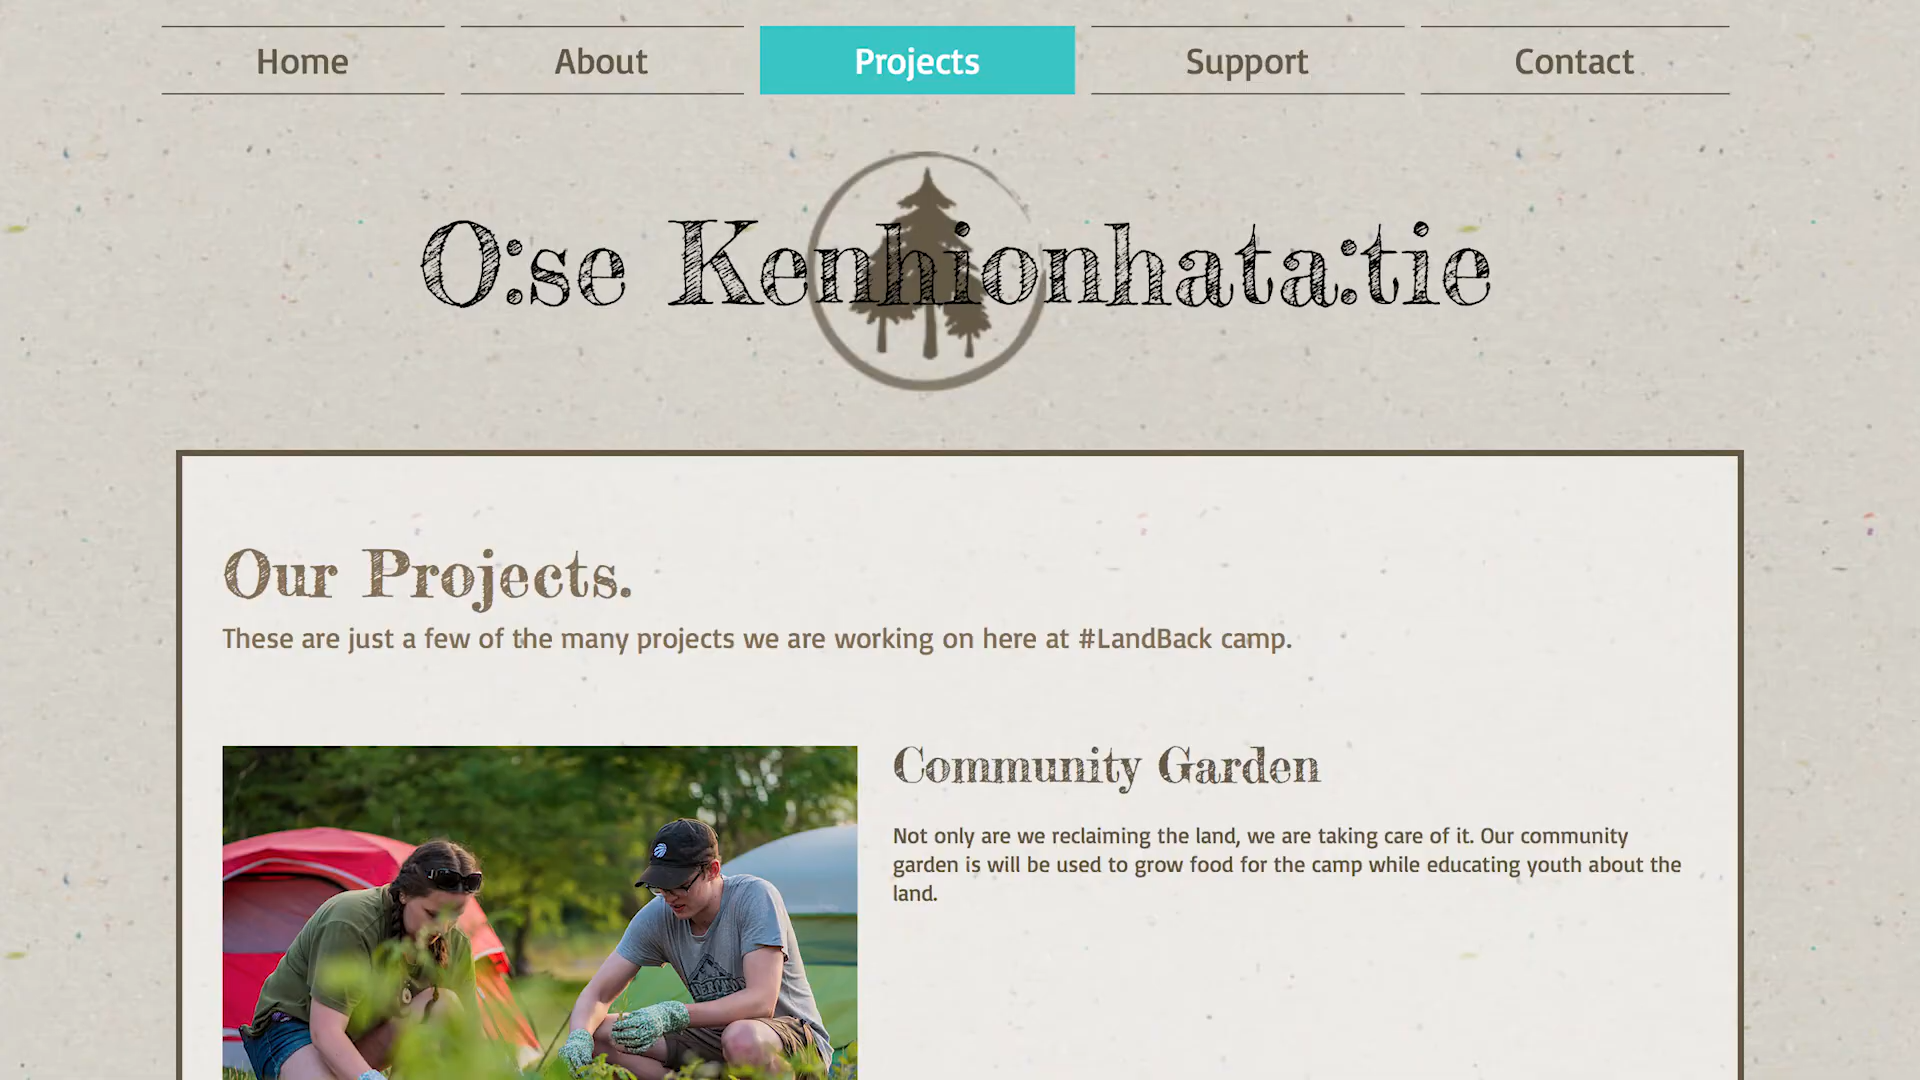 Home
About
Projects
Support
Contact
O:se Kenhionhata:tie
Our Projects.
These are just a few of the many projects we are working on here at #LandBack camp.
Community Garden
Not only are we reclaiming the land, we are taking care of it. Our community
garden is will be used to grow food for the camp while educating youth about the
land.